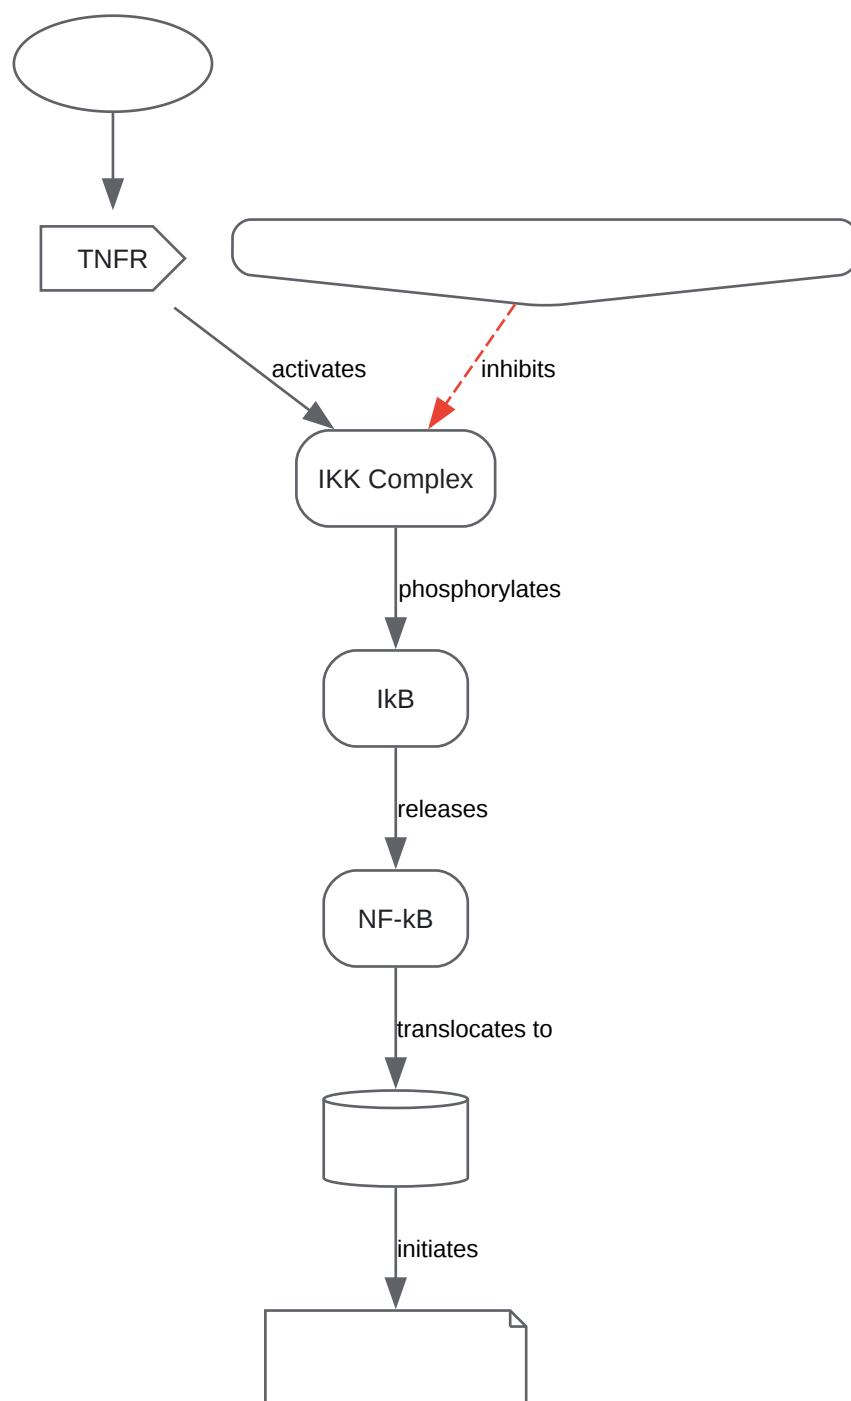 TNFR
activates
inhibits
IKK Complex
phosphorylates
IkB
releases
NF-kB
translocates to
initiates